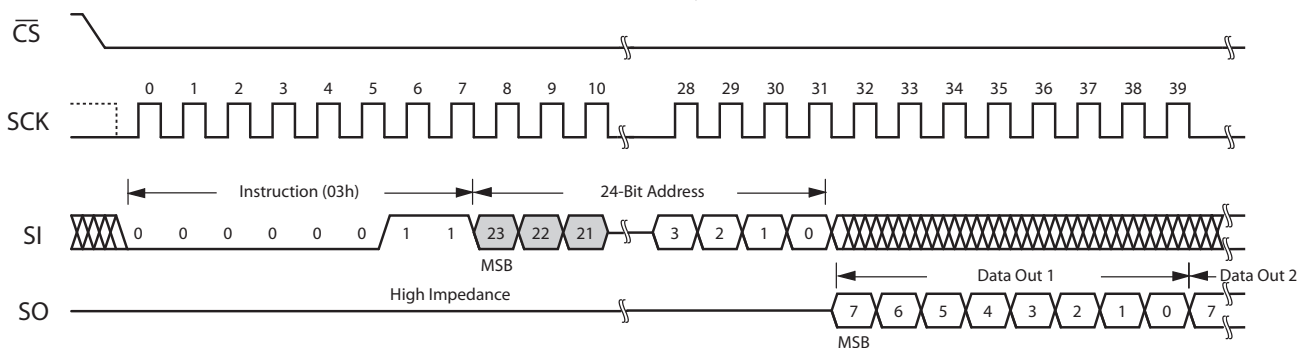 CS
0 1 2 3 4 5 6 7 8 9 10 28 29 30 31 32 33 34 35 36 37 38 39
SCK
Instruction (03h) 24-Bit Address
SI 0 0 0 0 0 0 1 1 23 22 21 3 2 1 0
MSB
Data Out 1 Data Out 2
High Impedance
SO 7 6 5 4 3 2 1 0 7
MSB